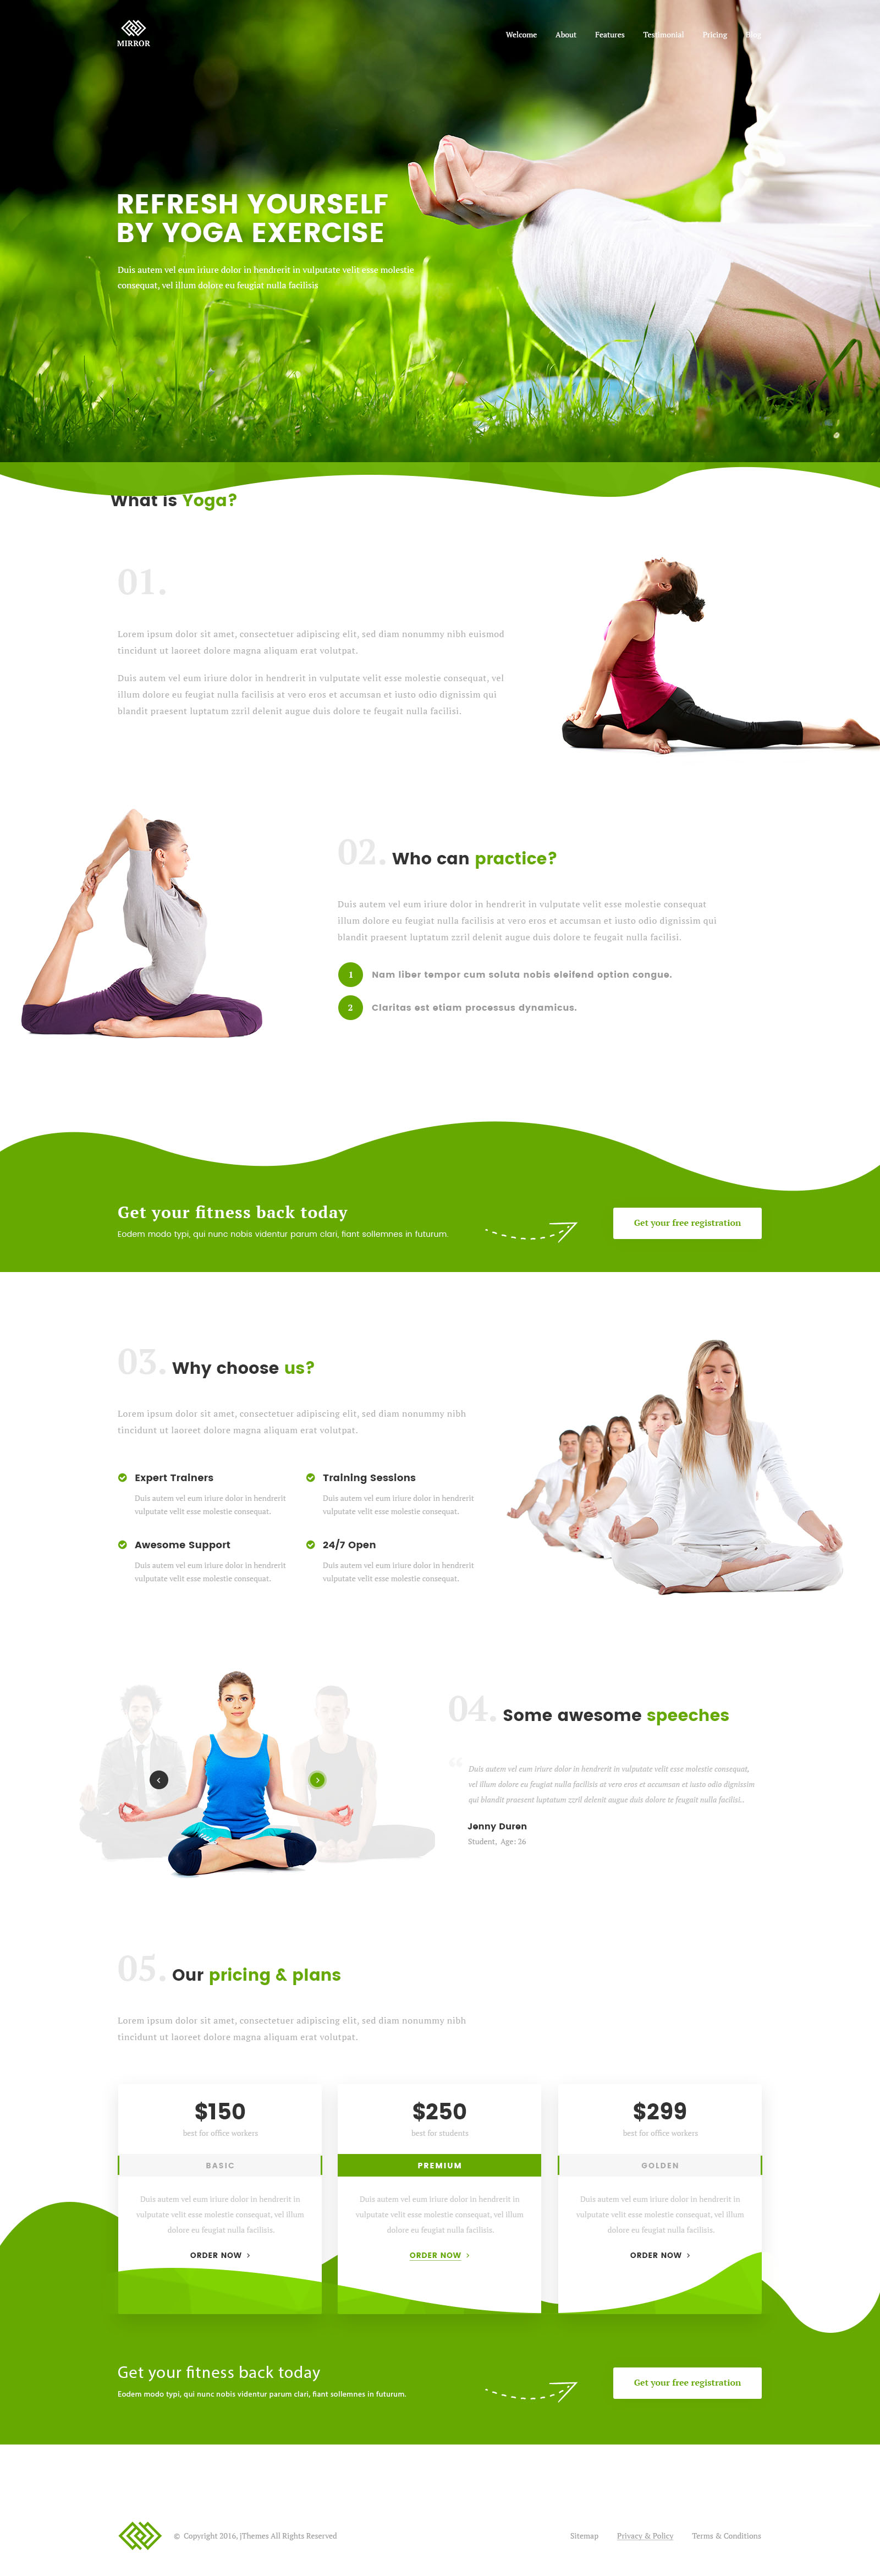 MIRROR
Welcome About Features Testimonial Pricing Blog
REFRESH YOURSELF
BY YOGA EXERCISE
Duis autem vel eum iriure dolor in hendrerit in vulputate velit esse molestie
consequat, vel illum dolore eu feugiat nulla facilisis
What is Yoga?
01.
Lorem ipsum dolor sit amet, consectetuer adipiscing elit, sed diam nonummy nibh euismod
tincidunt ut laoreet dolore magna aliquam erat volutpat.
Duis autem vel eum iriure dolor in hendrerit in vulputate velit esse molestie consequat, vel
illum dolore eu feugiat nulla facilisis at vero eros et accumsan et iusto odio dignissim qui
blandit praesent luptatum zzril delenit augue duis dolore te feugait nulla facilisi.
02. Who can practice?
Duis autem vel eum iriure dolor in hendrerit in vulputate velit esse molestie consequat
illum dolore eu feugiat nulla facilisis at vero eros et accumsan et iusto odio dignissim qui
blandit praesent luptatum zzril delenit augue duis dolore te feugait nulla facilisi.
1 Nam liber tempor cum soluta nobis eleifend option congue.
2 Claritas est etiam processus dynamicus.
Get your fitness back today
Eodem modo typi, qui nunc nobis videntur parum clari, fiant sollemnes in futurum.
Get your free registration
03. Why choose us?
Lorem ipsum dolor sit amet, consectetuer adipiscing elit, sed diam nonummy nibh
tincidunt ut laoreet dolore magna aliquam erat volutpat.
Expert Trainers
Duis autem vel eum iriure dolor in hendrerit
vulputate velit esse molestie consequat.
Training Sessions
Duis autem vel eum iriure dolor in hendrerit
vulputate velit esse molestie consequat.
Awesome Support
Duis autem vel eum iriure dolor in hendrerit
vulputate velit esse molestie consequat.
24/7 Open
Duis autem vel eum iriure dolor in hendrerit
vulputate velit esse molestie consequat.
04. Some awesome speeches
“ Duis autem vel eum iriure dolor in hendrerit in vulputate velit esse molestie consequat,
vel illum dolore eu feugiat nulla facilisis at vero eros et accumsan et iusto odio dignissim
qui blandit praesent luptatum zzril delenit augue duis dolore te feugait nulla facilisi..
Jenny Duren
Student, Age: 26
05. Our pricing & plans
Lorem ipsum dolor sit amet, consectetuer adipiscing elit, sed diam nonummy nibh
tincidunt ut laoreet dolore magna aliquam erat volutpat.
$150
best for office workers
BASIC
Duis autem vel eum iriure dolor in hendrerit in
vulputate velit esse molestie consequat, vel illum
dolore eu feugiat nulla facilisis.
ORDER NOW >
$250
best for students
PREMIUM
Duis autem vel eum iriure dolor in hendrerit in
vulputate velit esse molestie consequat, vel illum
dolore eu feugiat nulla facilisis.
ORDER NOW >
$299
best for office workers
GOLDEN
Duis autem vel eum iriure dolor in hendrerit in
vulputate velit esse molestie consequat, vel illum
dolore eu feugiat nulla facilisis.
ORDER NOW >
Get your fitness back today
Eodem modo typi, qui nunc nobis videntur parum clari, fiant sollemnes in futurum.
Get your free registration
© Copyright 2016, JThemes All Rights Reserved
Sitemap Privacy & Policy Terms & Conditions